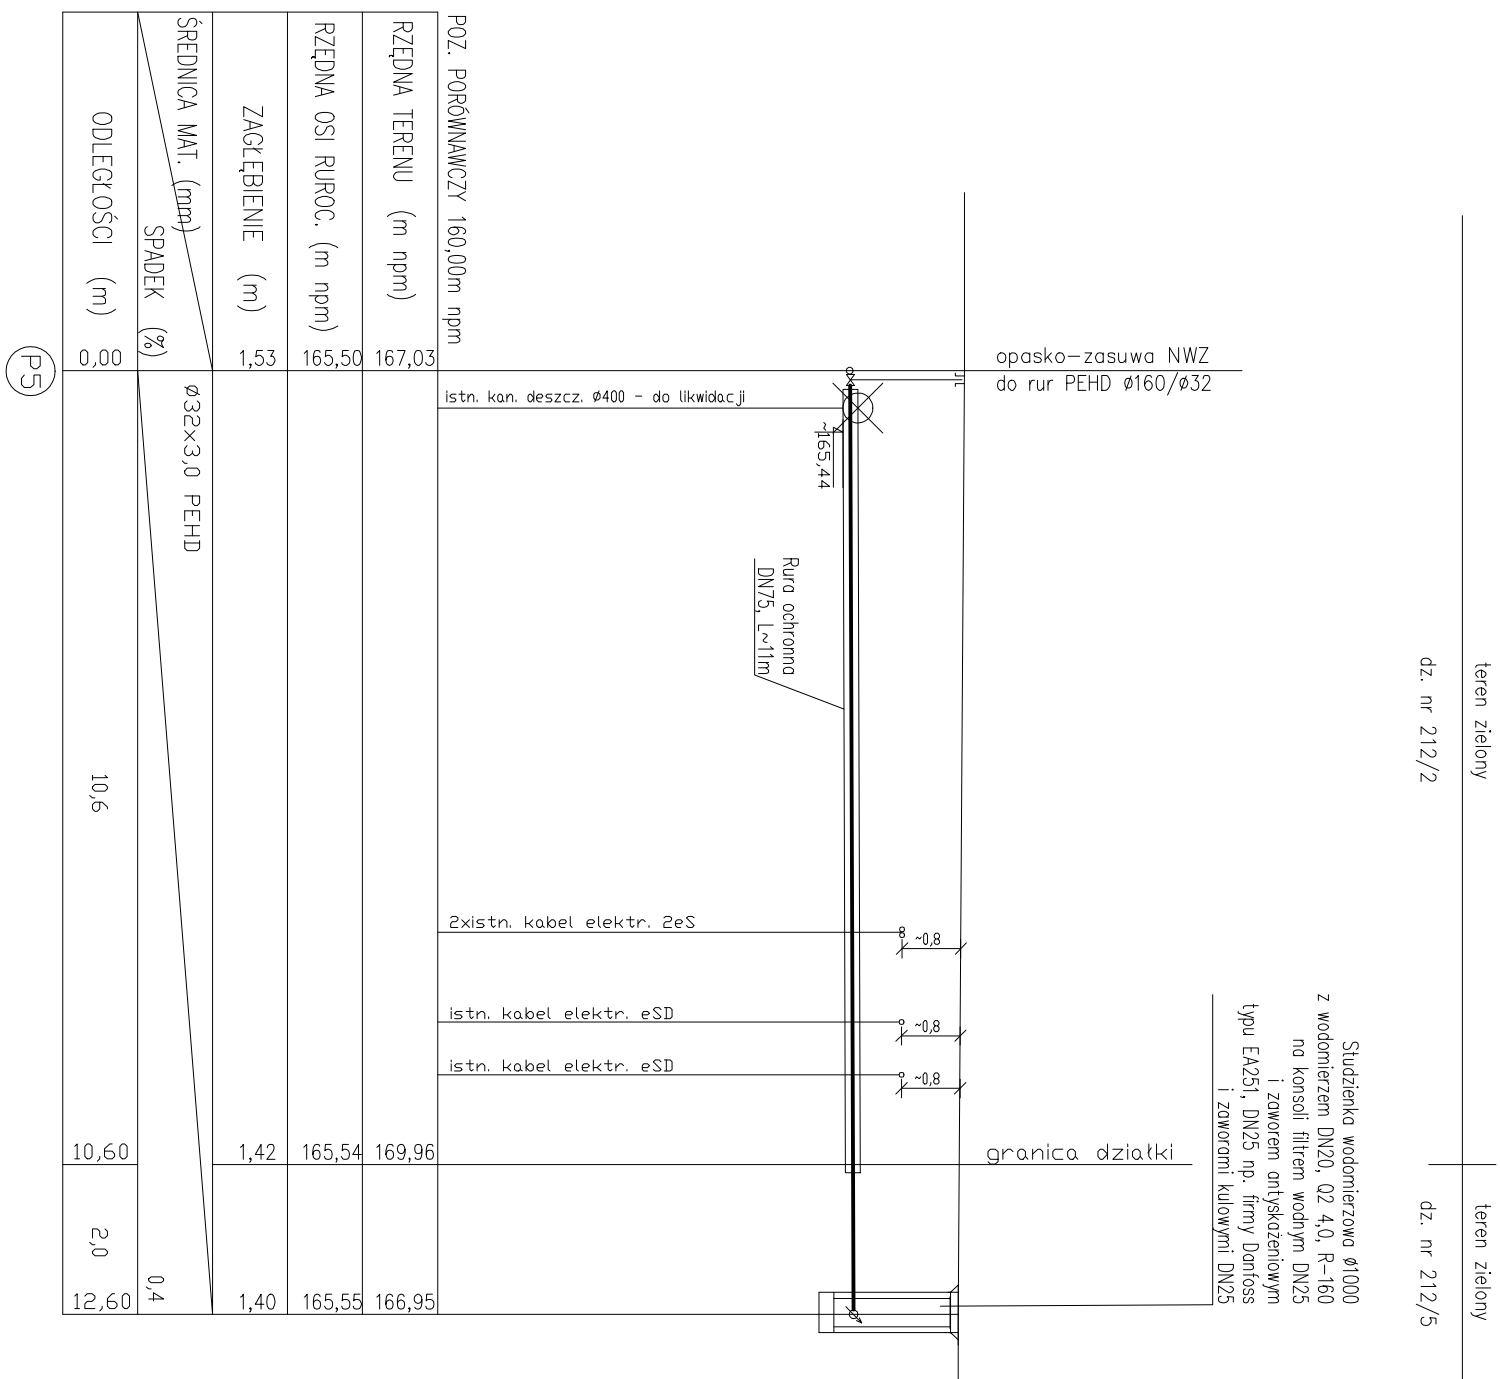 teren zielony
teren zielony
dz. nr 212/2
dz. nr 212/5
Studzienka wodomierzowa ø1000
z wodomierzem DN20, Q2 4,0, R-160
na konsoli filtrem wodnym DN25
i zaworem antyskażeniowym
typu EA251, DN25 np. firmy Danfoss
i zaworami kulowymi DN25
opasko-zasuwa NWZ
do rur PEHD ø160/ø32
granica działki
~0,8
~0,8
~0,8
~165,44
Rura ochronna
DN75, L~11m
istn. kan. deszcz. ø400 - do likwidacji
2xistn. kabel elektr. 2eS
istn. kabel elektr. eSD
istn. kabel elektr. eSD
POZ. PORÓWNAWCZY 160,00m npm
RZĘDNA TERENU (m npm)
167,03
169,96
166,95
RZĘDNA OSI RUROC. (m npm)
165,50
165,54
165,55
ZAGŁĘBIENIE (m)
1,53
1,42
1,40
ŚREDNICA MAT. (mm)
SPADEK (%)
ø32x3,0 PEHD
0,4
ODLEGŁOŚCI (m)
0,00
10,6
10,60
2,0
12,60
P5